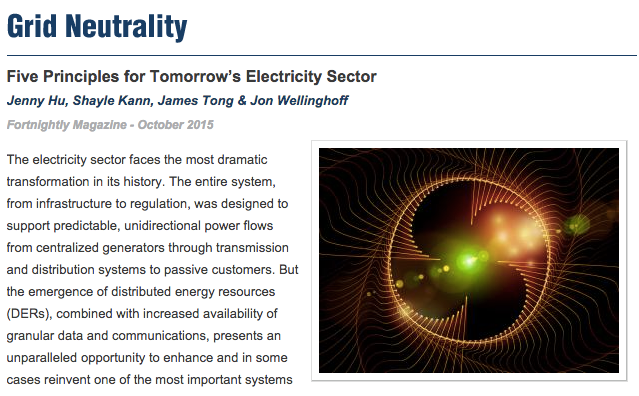 Grid Neutrality
Five Principles for Tomorrow’s Electricity Sector
Jenny Hu, Shayle Kann, James Tong & Jon Wellinghoff
Fortnightly Magazine - October 2015
The electricity sector faces the most dramatic
transformation in its history. The entire system,
from infrastructure to regulation, was designed to
support predictable, unidirectional power flows
from centralized generators through transmission
and distribution systems to passive customers. But
the emergence of distributed energy resources
(DERs), combined with increased availability of
granular data and communications, presents an
unparalleled opportunity to enhance and in some
cases reinvent one of the most important systems